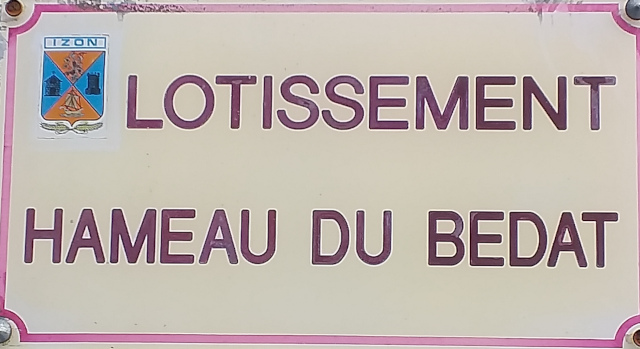 IZON
LOTISSEMENT
HAMEAU DU BEDAT